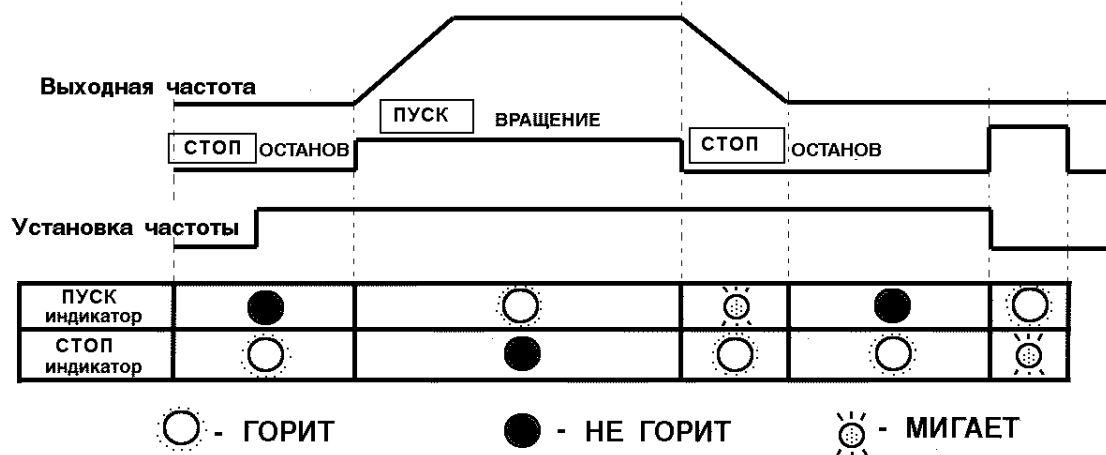 Выходная частота
ПУСК ВРАЩЕНИЕ
СТОП ОСТАНОВ СТОП ОСТАНОВ
Установка частоты
ПУСК
индикатор
СТОП
индикатор
- ГОРИТ - НЕ ГОРИТ - МИГАЕТ